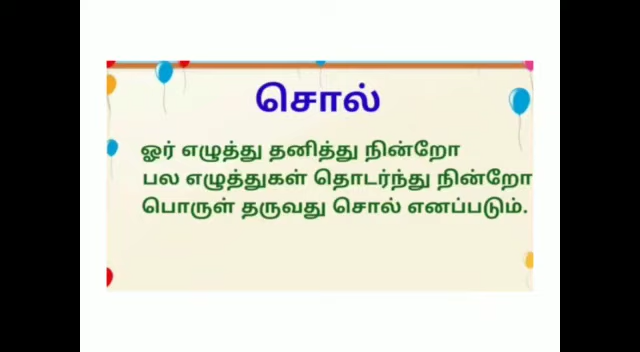 சொல்
ஓர் எழுத்து தனித்து நின்றோ
பல எழுத்துகள் தொடர்ந்து நின்றோ
பொருள் தருவது சொல் எனப்படும்.